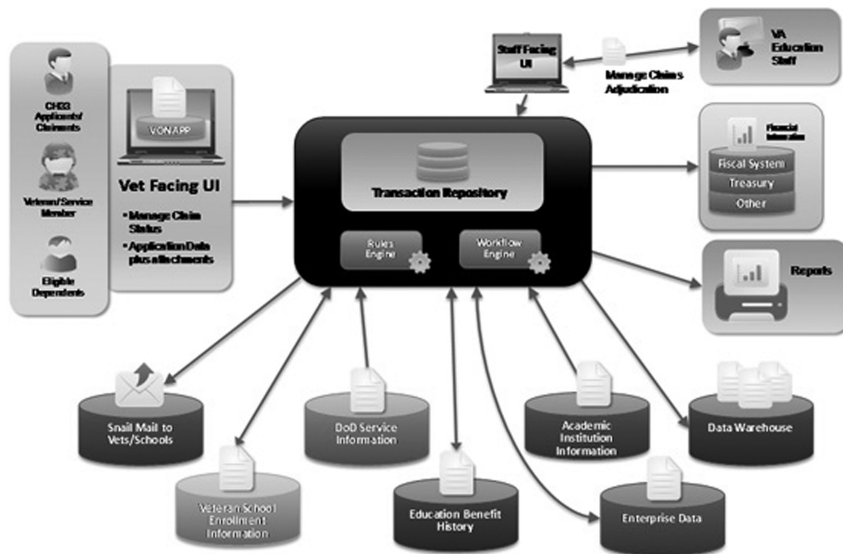 CH33
Applicants/
Claimants
Veteran/Service
Member
Eligible
Dependents
VONAPP
Vet Facing UI
• Manage Claim
Status
• Application Data
plus attachments
Staff Facing
UI
Manage Claims
Adjudication
VA
Education
Staff
Transaction Repository
Rules
Engine
Workflow
Engine
Financial
Information
Fiscal System
Treasury
Other
Reports
Snail Mail to
Vets/Schools
DoD Service
Information
Academic
Institution
Information
Data Warehouse
Veteran School
Enrollment
Information
Education Benefit
History
Enterprise Data